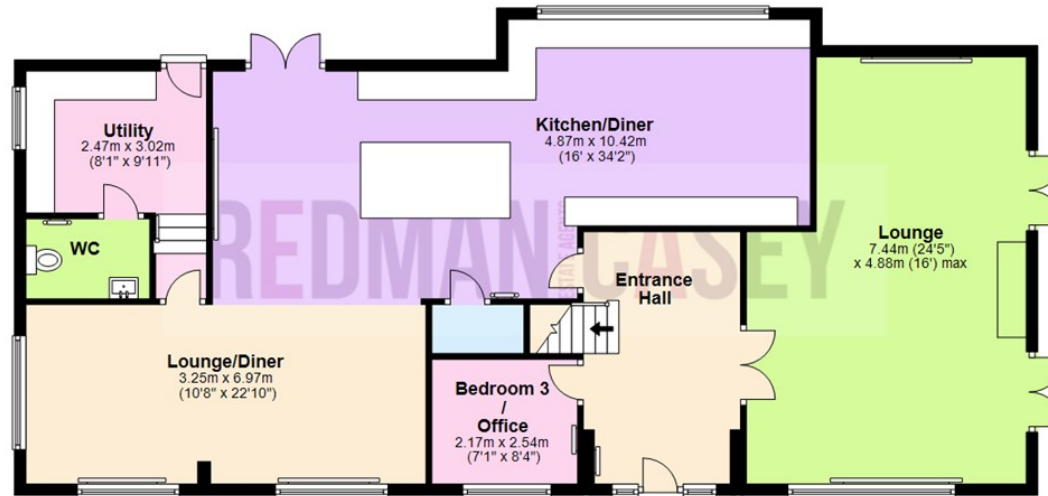 Utility
2.47m x 3.02m
(8'1" x 9'11")
Kitchen/Diner
4.87m x 10.42m
(16' x 34'2")
WC
REDMAN CASEY
ESTATE AGENTS
Lounge
7.44m (24'5")
x 4.88m (16') max
Entrance
Hall
Lounge/Diner
3.25m x 6.97m
(10'8" x 22'10")
Bedroom 3
/
Office
2.17m x 2.54m
(7'1" x 8'4")